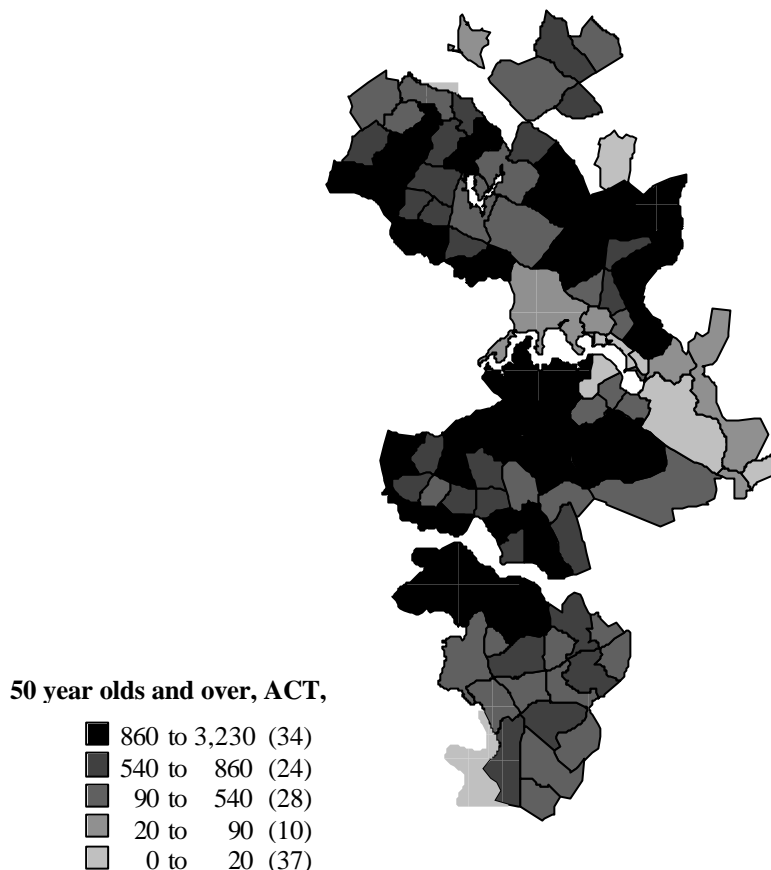 50 year olds and over, ACT,
860 to 3,230 (34)
540 to 860 (24)
90 to 540 (28)
20 to 90 (10)
0 to 20 (37)